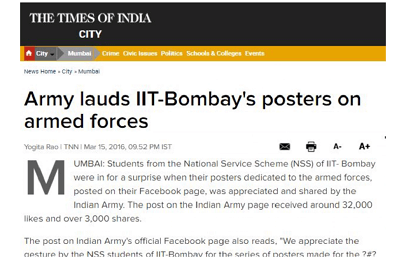 THE TIMES OF INDIA
CITY
City Mumbai Crime Civic Issues Politics Schools & Colleges Events
News Home » City » Mumbai
Army lauds IIT-Bombay's posters on
armed forces
Yogita Rao | TNN | Mar 15, 2016, 09.52 PM IST A- A+
MUMBAI: Students from the National Service Scheme (NSS) of IIT- Bombay
were in for a surprise when their posters dedicated to the armed forces,
posted on their Facebook page, was appreciated and shared by the
Indian Army. The post on the Indian Army page received around 32,000
likes and over 3,000 shares.
The post on Indian Army's official Facebook page also reads, "We appreciate the
gesture by the NSS students of IIT-Bombay for the series of posters made for the ?#?